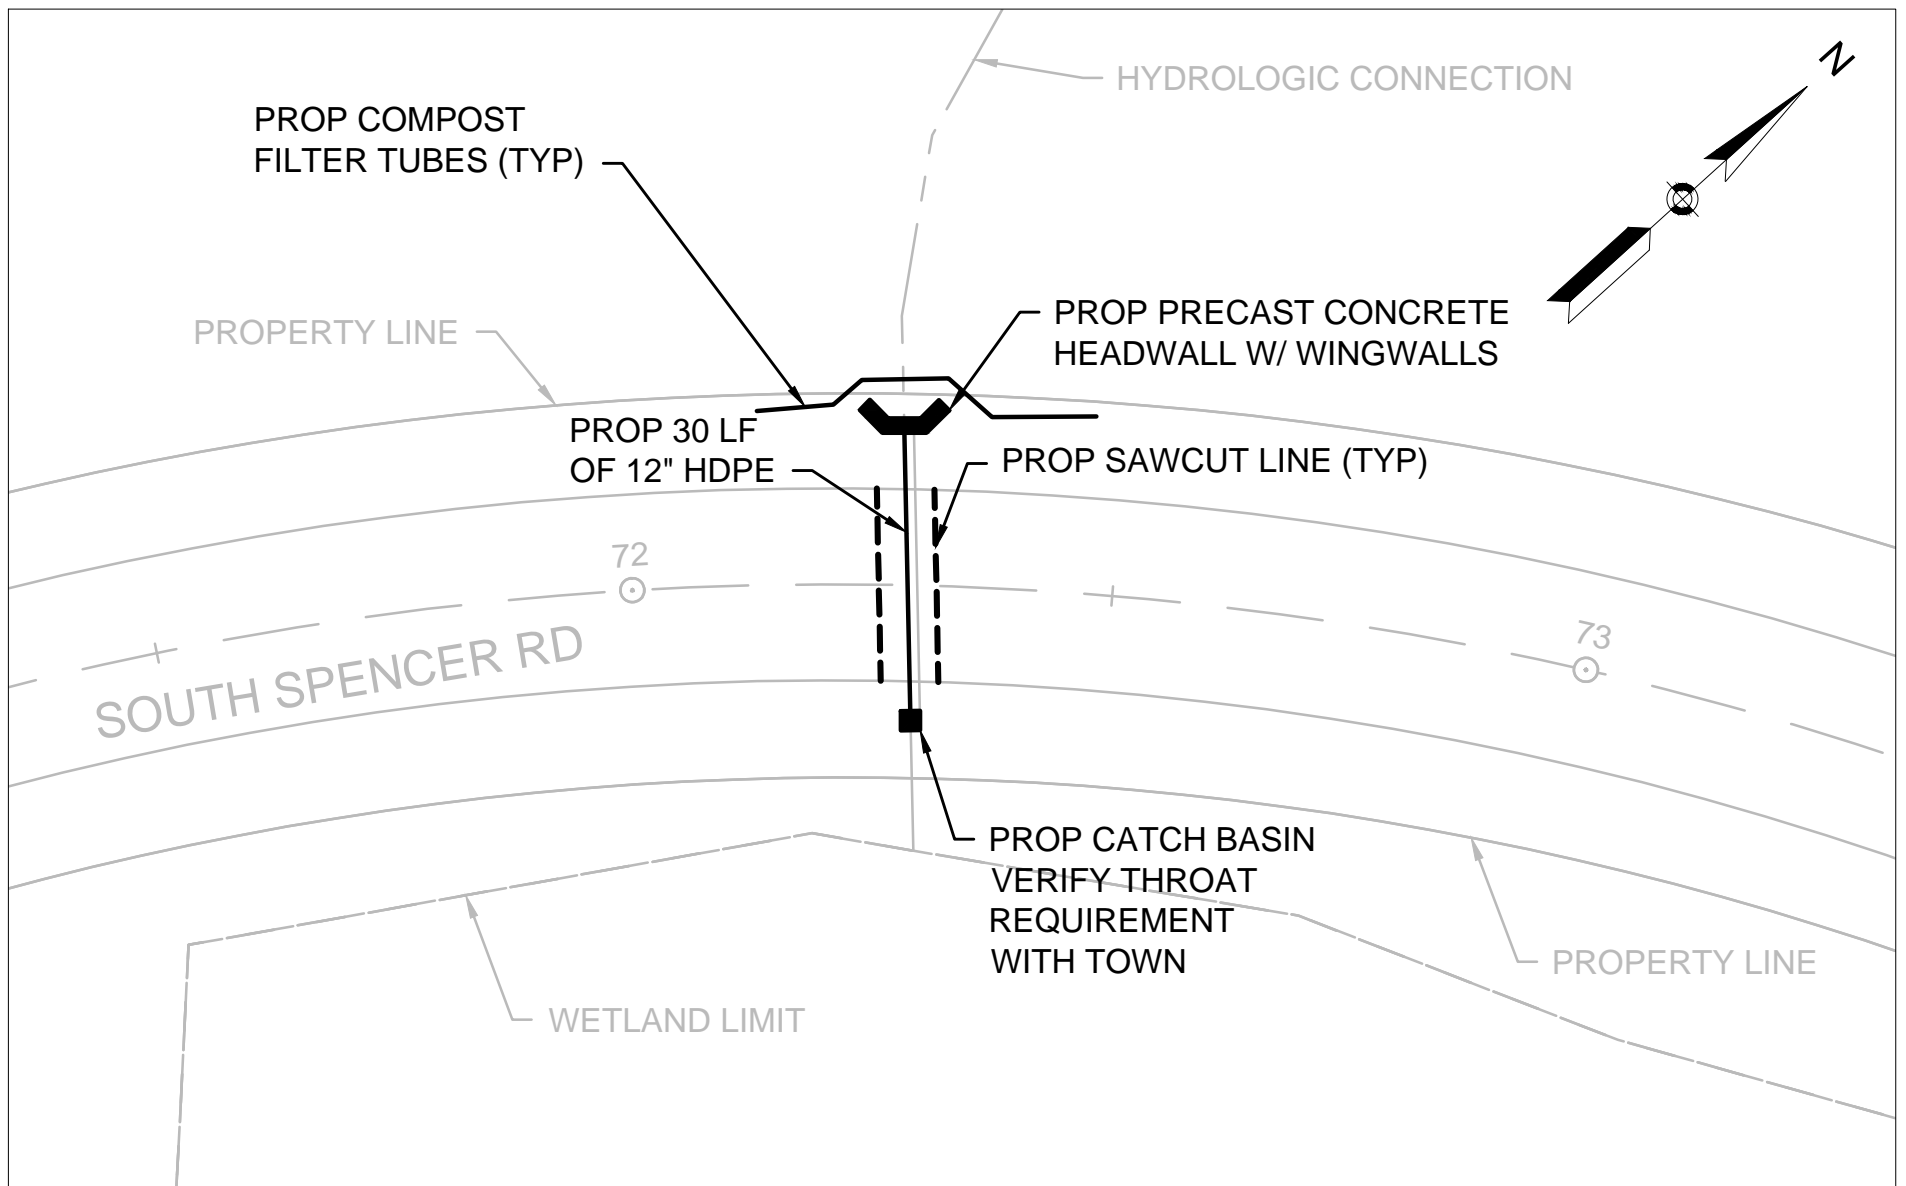 N
HYDROLOGIC CONNECTION
PROP COMPOST
FILTER TUBES (TYP)
PROP PRECAST CONCRETE
HEADWALL W/ WINGWALLS
PROPERTY LINE
PROP 30 LF
OF 12" HDPE
PROP SAWCUT LINE (TYP)
72
73
SOUTH SPENCER RD
PROP CATCH BASIN
VERIFY THROAT
REQUIREMENT
WITH TOWN
PROPERTY LINE
WETLAND LIMIT